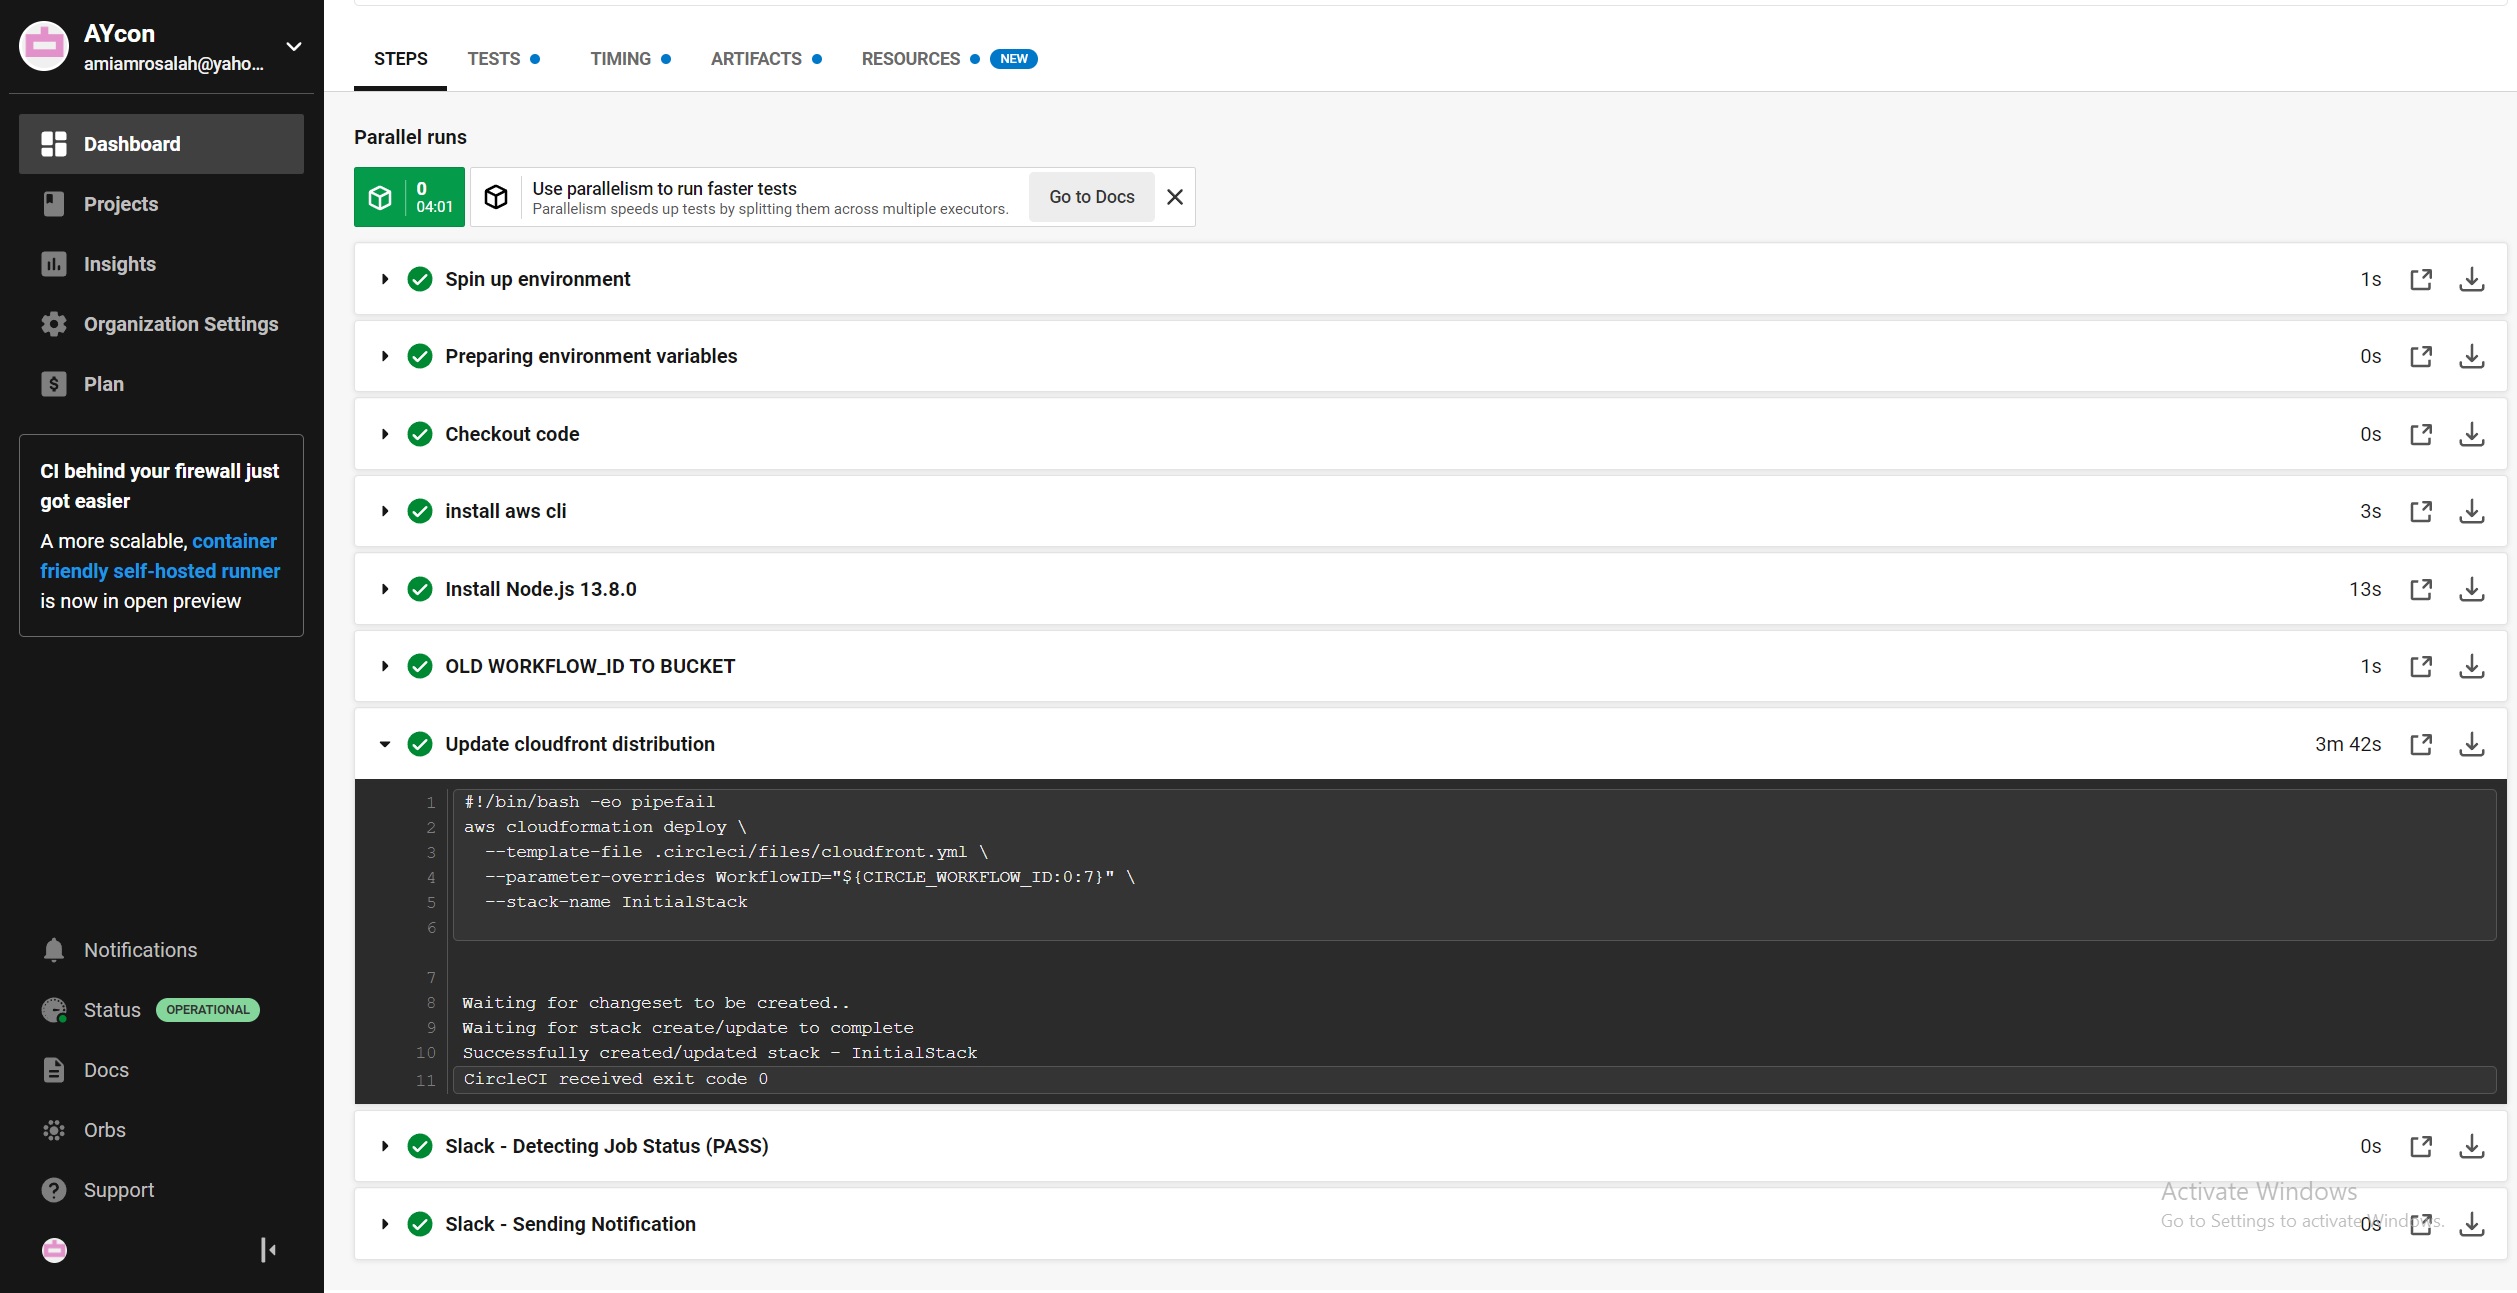 AYcon
amiamrosalah@yaho...
Dashboard
Projects
Insights
Organization Settings
Plan
CI behind your firewall just
got easier
A more scalable, container
friendly self-hosted runner
is now in open preview
Notifications
Status OPERATIONAL
Docs
Orbs
Support
STEPS TESTS TIMING ARTIFACTS RESOURCES NEW
Parallel runs
0
04:01
Use parallelism to run faster tests
Parallelism speeds up tests by splitting them across multiple executors.
Go to Docs
Spin up environment 1s
Preparing environment variables 0s
Checkout code 0s
install aws cli 3s
Install Node.js 13.8.0 13s
OLD WORKFLOW_ID TO BUCKET 1s
Update cloudfront distribution 3m 42s
1 #!/bin/bash -eo pipefail
2 aws cloudformation deploy \
3 --template-file .circleci/files/cloudfront.yml \
4 --parameter-overrides WorkflowID="${CIRCLE_WORKFLOW_ID:0:7}" \
5 --stack-name InitialStack
6
7
8 Waiting for changeset to be created..
9 Waiting for stack create/update to complete
10 Successfully created/updated stack - InitialStack
11 CircleCI received exit code 0
Slack - Detecting Job Status (PASS) 0s
Slack - Sending Notification 0s
Activate Windows
Go to Settings to activate Windows.